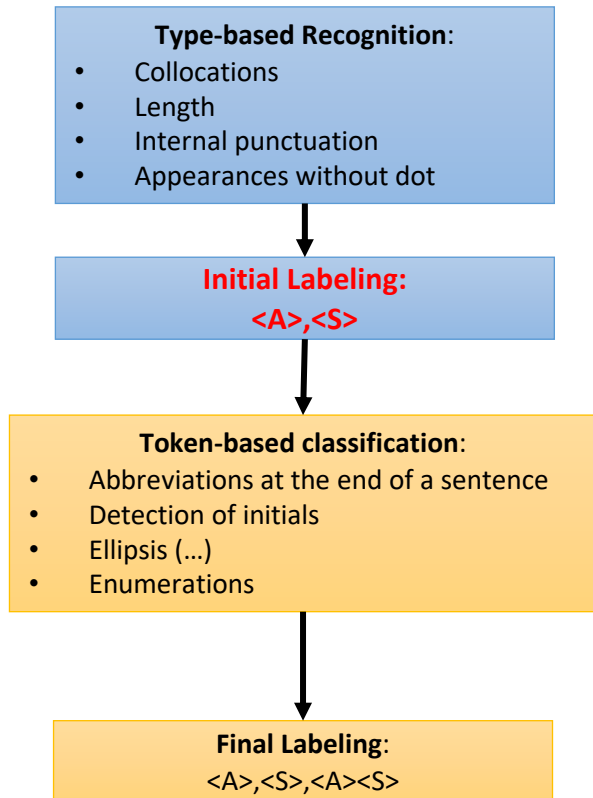 Type-based Recognition:
• Collocations
• Length
• Internal punctuation
• Appearances without dot
Initial Labeling:
<A>,<S>
Token-based classification:
• Abbreviations at the end of a sentence
• Detection of initials
• Ellipsis (…)
• Enumerations
Final Labeling:
<A>,<S>,<A><S>